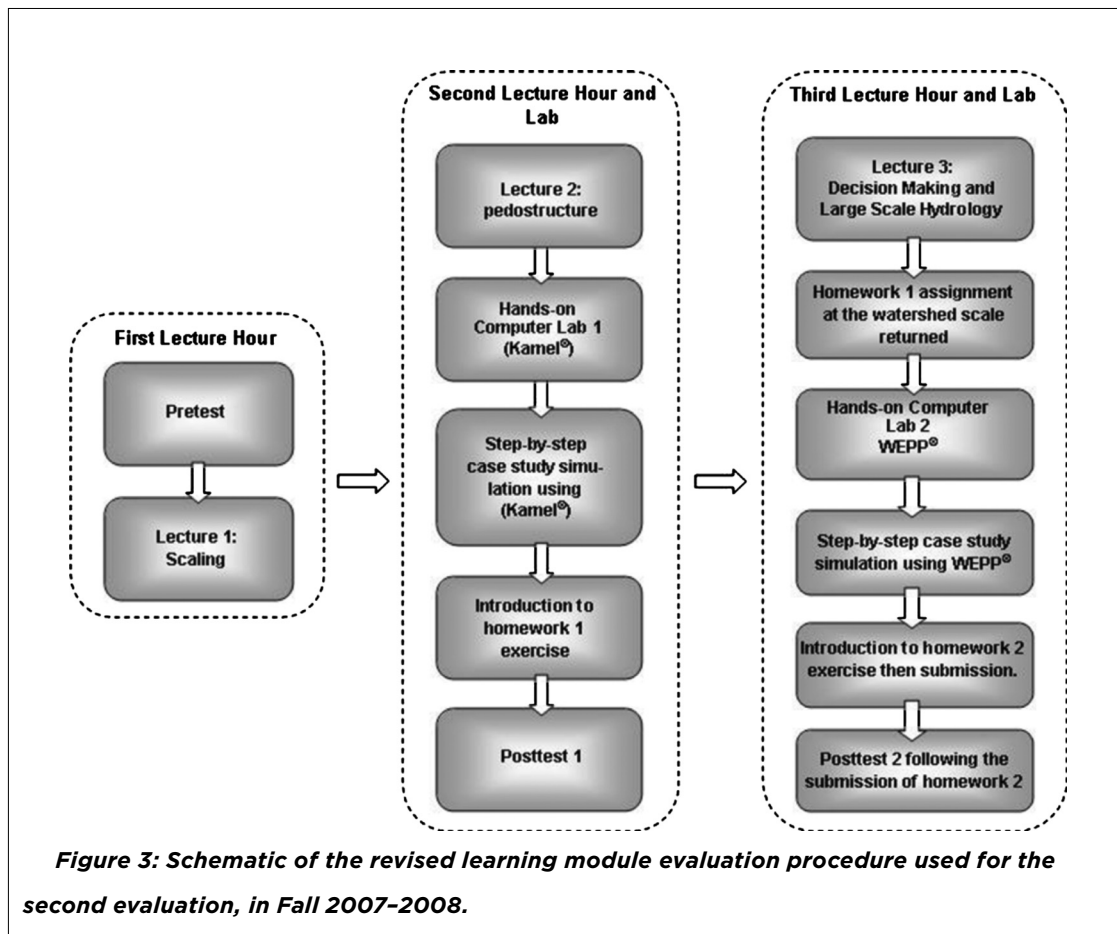 First Lecture Hour
Pretest
Lecture 1:
Scaling
Second Lecture Hour and
Lab
Lecture 2:
pedostructure
Hands-on
Computer Lab 1
(Kamel®)
Step-by-step
case study simu-
lation using
(Kamel®)
Introduction to
homework 1
exercise
Posttest 1
Third Lecture Hour and Lab
Lecture 3:
Decision Making and
Large Scale Hydrology
Homework 1 assignment
at the watershed scale
returned
Hands-on Computer
Lab 2
WEPP®
Step-by-step case study
simulation using WEPP®
Introduction to homework 2
exercise then submission.
Posttest 2 following the
submission of homework 2
Figure 3: Schematic of the revised learning module evaluation procedure used for the
second evaluation, in Fall 2007–2008.